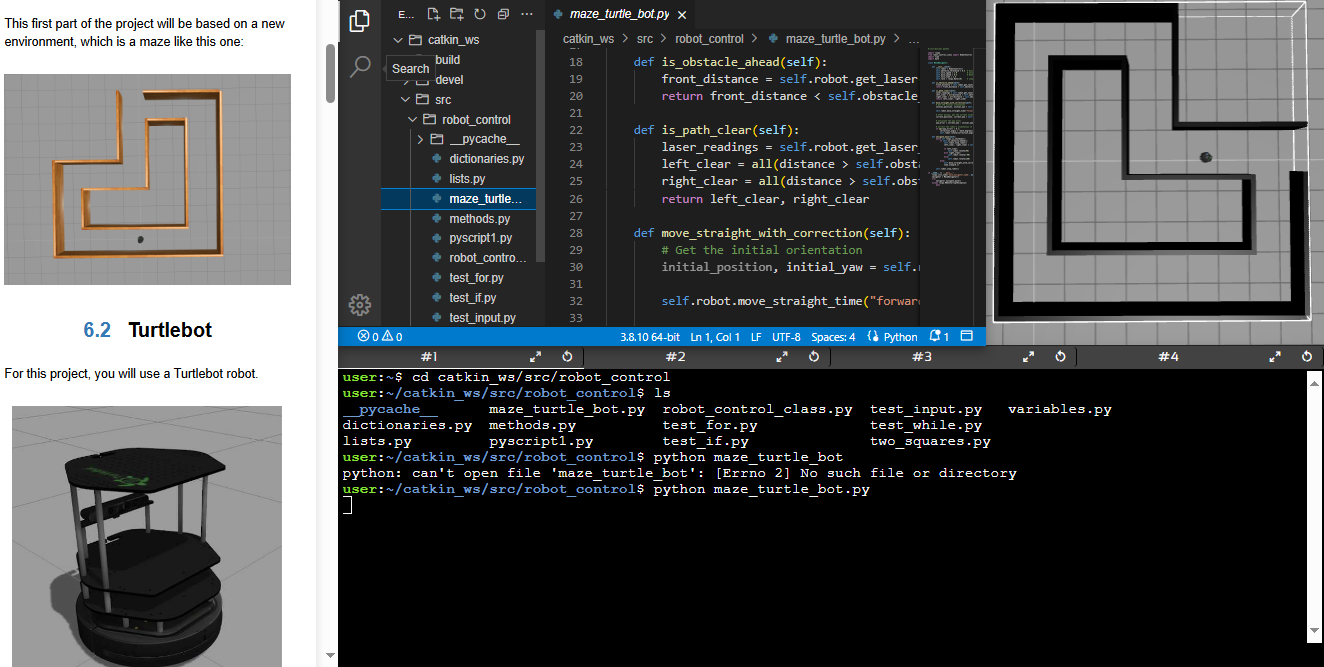 This first part of the project will be based on a new
environment, which is a maze like this one:
6.2 Turtlebot
For this project, you will use a Turtlebot robot.
E...
Search
catkin_ws
build
devel
src
robot_control
__pycache__
dictionaries.py
lists.py
maze_turtle...
methods.py
pyscript1.py
robot_contro...
test_for.py
test_if.py
test_input.py
maze_turtle_bot.py
catkin_ws > src > robot_control > maze_turtle_bot.py > ...
18 def is_obstacle_ahead(self):
19 front_distance = self.robot.get_laser
20 return front_distance < self.obstacle_
21
22 def is_path_clear(self):
23 laser_readings = self.robot.get_laser_
24 left_clear = all(distance > self.obsta
25 right_clear = all(distance > self.obs
26 return left_clear, right_clear
27
28 def move_straight_with_correction(self):
29 # Get the initial orientation
30 initial_position, initial_yaw = self.
31
32 self.robot.move_straight_time("forwar
33
0 0 3.8.10 64-bit Ln 1, Col 1 LF UTF-8 Spaces: 4 Python 1
#1 #2 #3 #4
user:~$ cd catkin_ws/src/robot_control
user:~/catkin_ws/src/robot_control$ ls
__pycache__ maze_turtle_bot.py robot_control_class.py test_input.py variables.py
dictionaries.py methods.py test_for.py test_while.py
lists.py pyscript1.py test_if.py two_squares.py
user:~/catkin_ws/src/robot_control$ python maze_turtle_bot
python: can't open file 'maze_turtle_bot': [Errno 2] No such file or directory
user:~/catkin_ws/src/robot_control$ python maze_turtle_bot.py